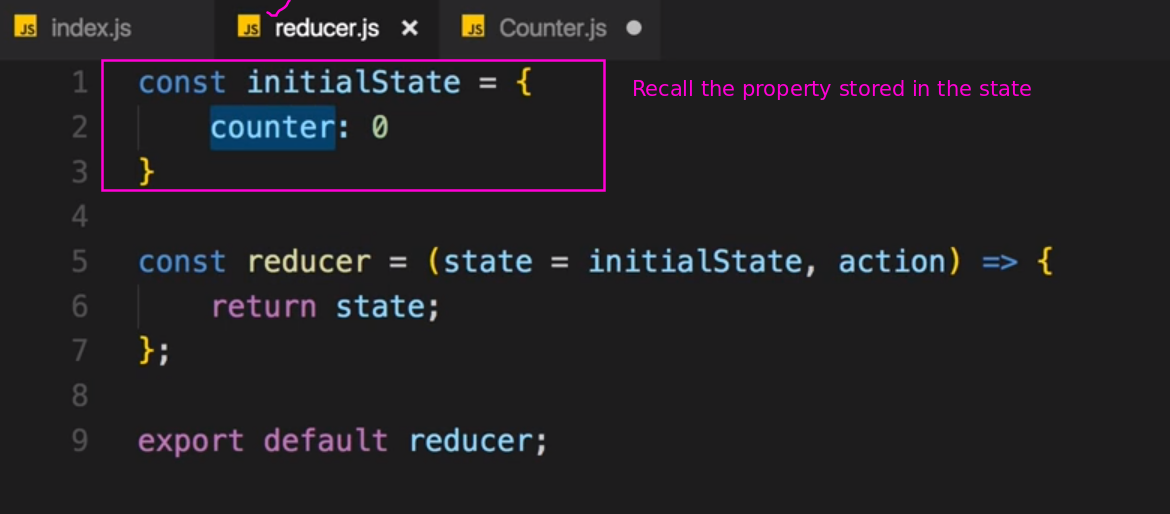 JS index.js JS reducer.js × JS Counter.js
1 const initialState = { Recall the property stored in the state
2 counter: 0
3 }
4
5 const reducer = (state = initialState, action) => {
6 return state;
7 };
8
9 export default reducer;